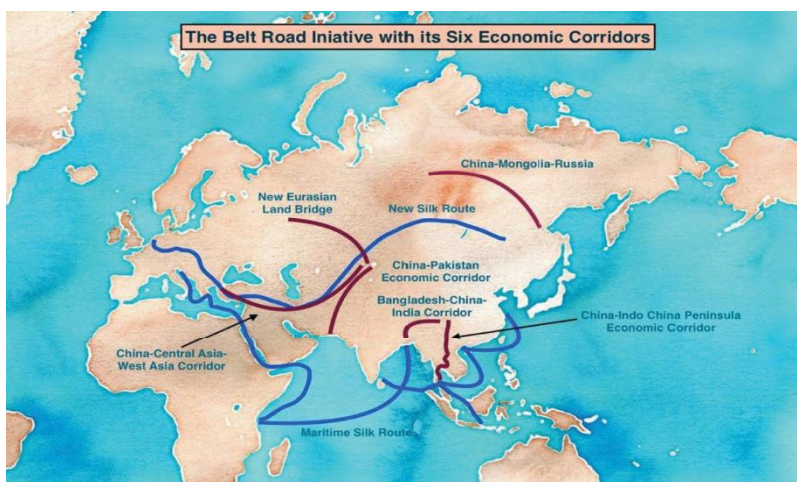 The Belt Road Iniative with its Six Economic Corridors
China-Mongolia-Russia
New Eurasian
Land Bridge
New Silk Route
China-Pakistan
Economic Corridor
Bangladesh-China-
India Corridor
China-Indo China Peninsula
Economic Corridor
China-Central Asia-
West Asia Corridor
Maritime Silk Route